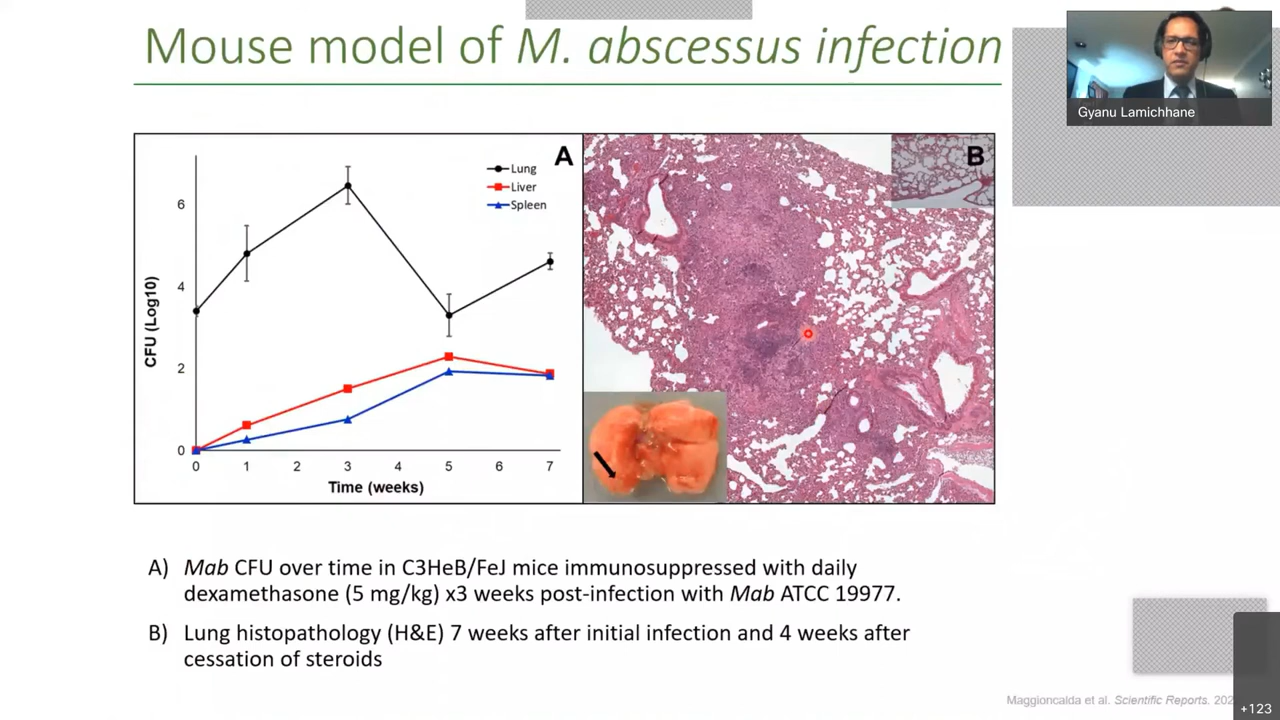 Mouse model of M. abscessus infection
Gyanu Lamichhane
A
Lung
Liver
Spleen
CFU (Log10)
6
4
2
0
0 1 2 3 4 5 6 7
Time (weeks)
B
A) Mab CFU over time in C3HeB/FeJ mice immunosuppressed with daily
dexamethasone (5 mg/kg) x3 weeks post-infection with Mab ATCC 19977.
B) Lung histopathology (H&E) 7 weeks after initial infection and 4 weeks after
cessation of steroids
Maggioncalda et al. Scientific Reports.
+123